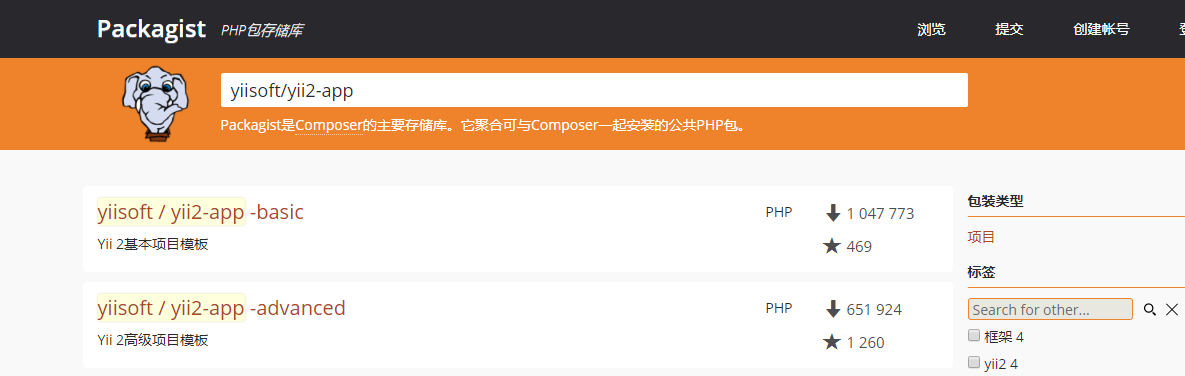 Packagist PHP包存储库 浏览 提交 创建帐号
yiisoft/yii2-app
Packagist是Composer的主要存储库。它聚合可与Composer一起安装的公共PHP包。
yiisoft / yii2-app -basic PHP 1 047 773
Yii 2基本项目模板 469
yiisoft / yii2-app -advanced PHP 651 924
Yii 2高级项目模板 1 260
包装类型
项目
标签
Search for other...
框架 4
yii2 4